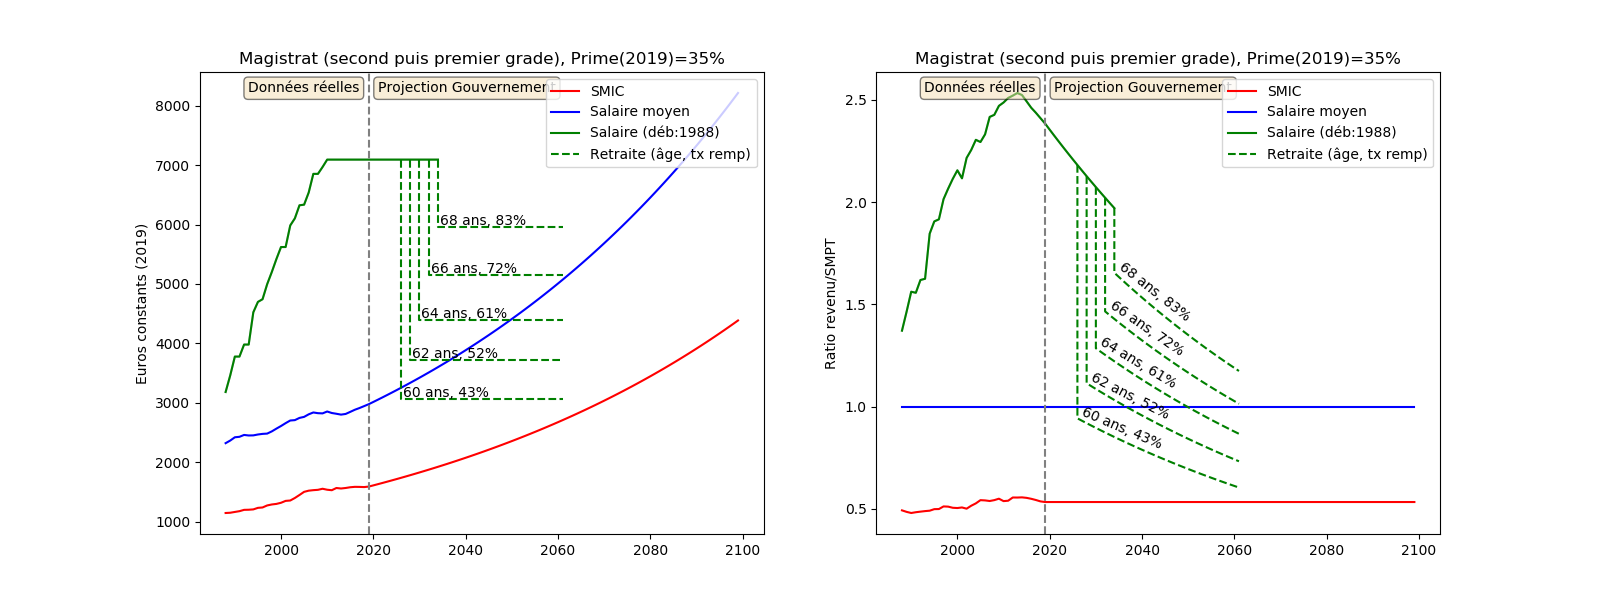 Magistrat (second puis premier grade), Prime(2019)=35%
Données réelles
Projection Gouvernement
SMIC
Salaire moyen
Salaire (déb:1988)
Retraite (âge, tx remp)
Euros constants (2019)
8000
7000
6000
5000
4000
3000
2000
1000
68 ans, 83%
66 ans, 72%
64 ans, 61%
62 ans, 52%
60 ans, 43%
2000
2020
2040
2060
2080
2100
Magistrat (second puis premier grade), Prime(2019)=35%
Données réelles
Projection Gouvernement
SMIC
Salaire moyen
Salaire (déb:1988)
Retraite (âge, tx remp)
Ratio revenu/SMPT
2.5
2.0
1.5
1.0
0.5
68 ans, 83%
66 ans, 72%
64 ans, 61%
62 ans, 52%
60 ans, 43%
2000
2020
2040
2060
2080
2100